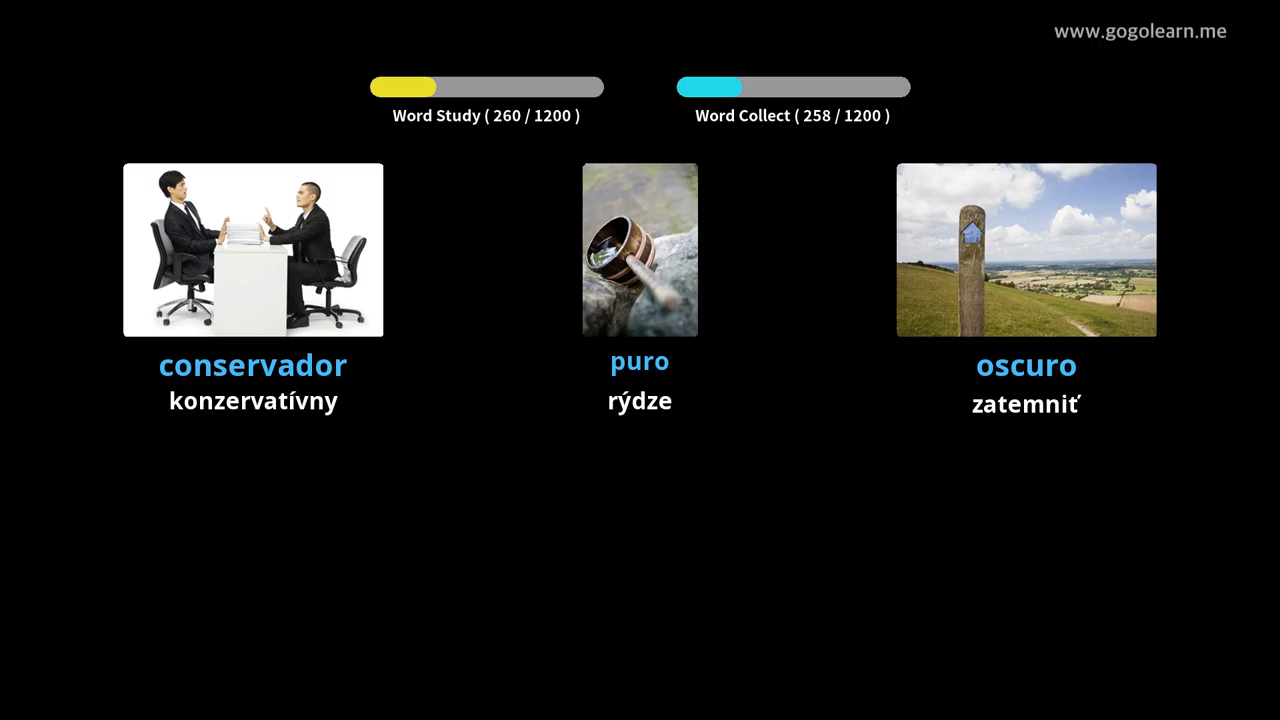 www.gogolearn.me
Word Study ( 260 / 1200 )
Word Collect ( 258 / 1200 )
conservador
konzervatívny
puro
rýdze
oscuro
zatemniť